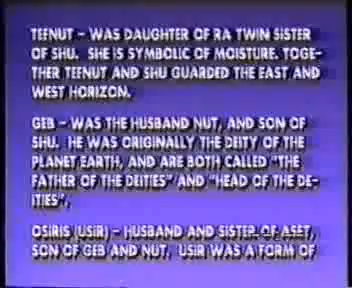 TEFNUT - WAS DAUGHTER OF RA TWIN SISTER
OF SHU. SHE IS SYMBOLIC OF MOISTURE. TOGE-
THER TEFNUT AND SHU GUARDED THE EAST AND
WEST HORIZON.
GEB - WAS THE HUSBAND NUT, AND SON OF
SHU. HE WAS ORIGINALLY THE DEITY OF THE
PLANET EARTH, AND ARE BOTH CALLED "THE
FATHER OF THE DEITIES" AND "HEAD OF THE DE-
ITIES",
OSIRIS (USIR) - HUSBAND AND SISTER OF ASET,
SON OF GEB AND NUT, USIR WAS A FORM OF